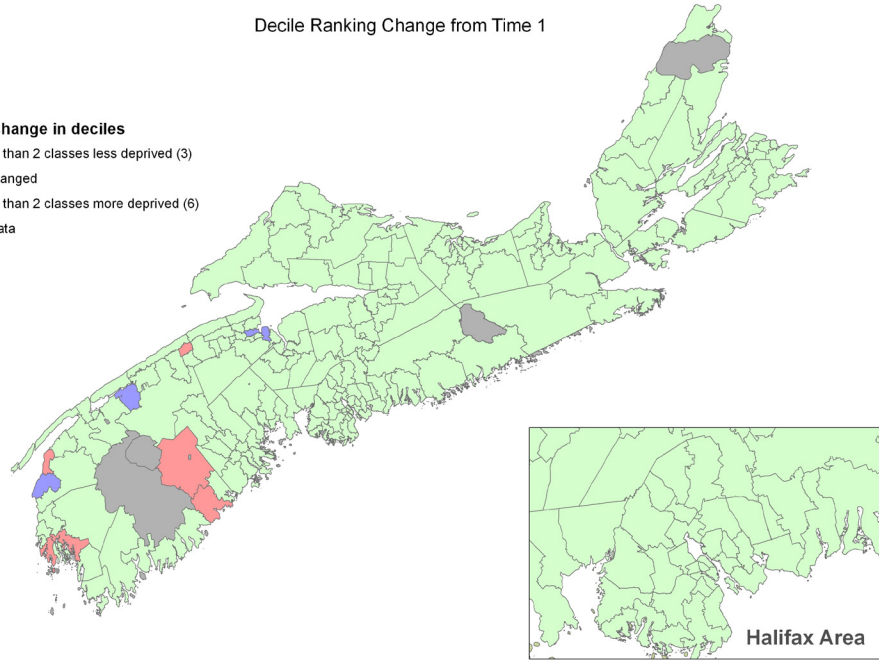 Decile Ranking Change from Time 1
hange in deciles
than 2 classes less deprived (3)
anged
than 2 classes more deprived (6)
ata
Halifax Area